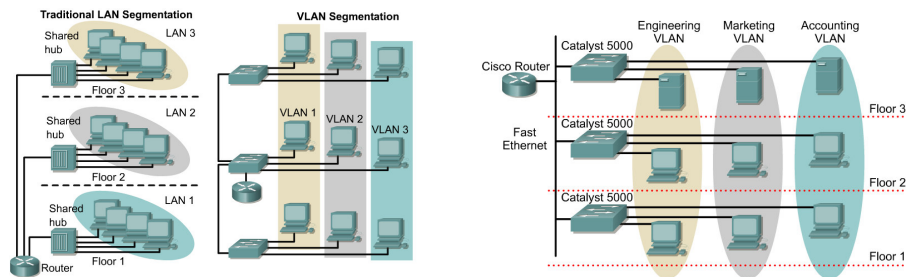 Traditional LAN Segmentation
Shared
hub
LAN 3
Floor 3
Shared
hub
LAN 2
Floor 2
Shared
hub
LAN 1
Floor 1
Router
VLAN Segmentation
VLAN 1
VLAN 2
VLAN 3
Engineering
VLAN
Marketing
VLAN
Accounting
VLAN
Catalyst 5000
Cisco Router
Floor 3
Fast
Ethernet
Catalyst 5000
Floor 2
Catalyst 5000
Floor 1